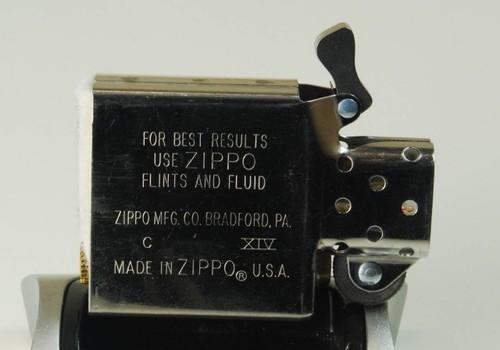 FOR BEST RESULTS
USE ZIPPO
FLINTS AND FLUID
ZIPPO MFG. CO. BRADFORD, PA.
C XIV
MADE IN ZIPPO® U.S.A.